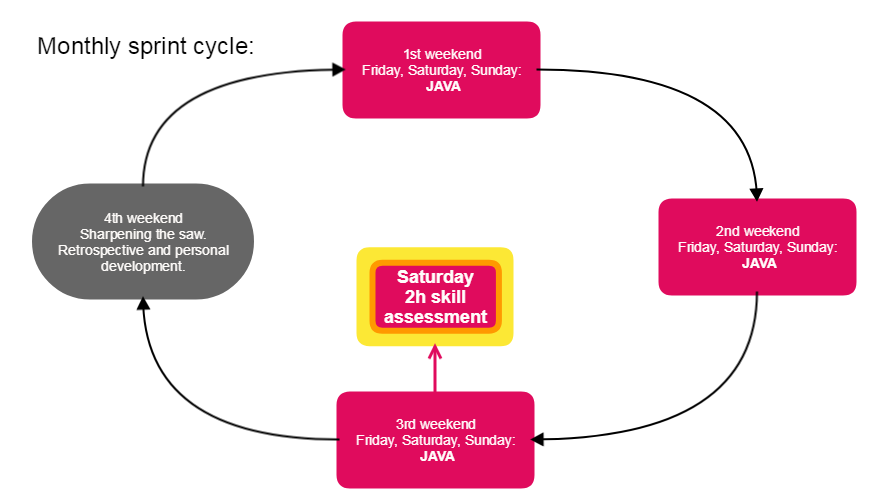 Monthly sprint cycle:
1st weekend
Friday, Saturday, Sunday:
JAVA
2nd weekend
Friday, Saturday, Sunday:
JAVA
Saturday
2h skill
assessment
3rd weekend
Friday, Saturday, Sunday:
JAVA
4th weekend
Sharpening the saw.
Retrospective and personal
development.